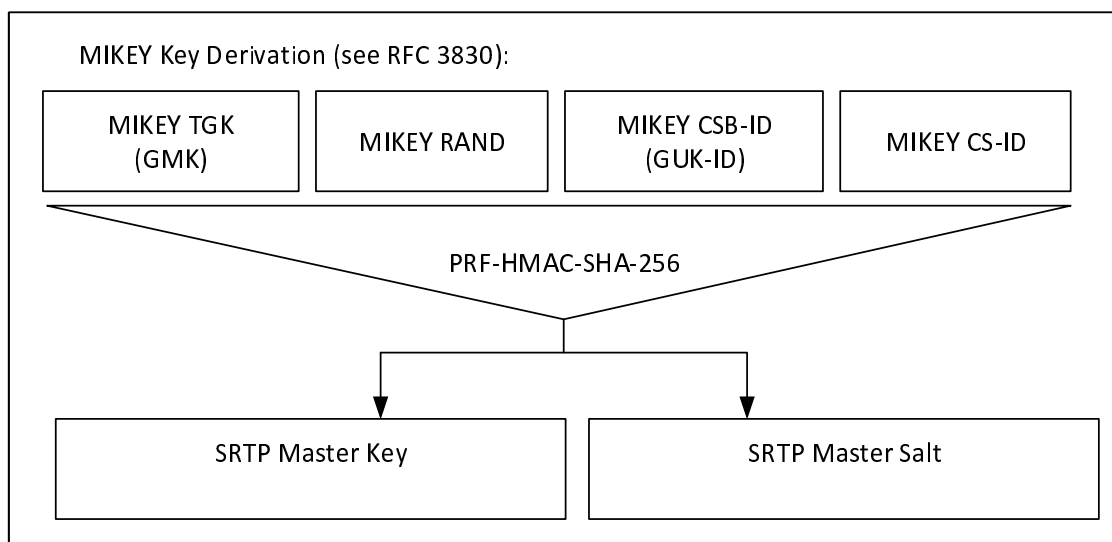 MIKEY Key Derivation (see RFC 3830):
MIKEY TGK
(GMK)
MIKEY RAND
MIKEY CSB-ID
(GUK-ID)
MIKEY CS-ID
PRF-HMAC-SHA-256
SRTP Master Key
SRTP Master Salt